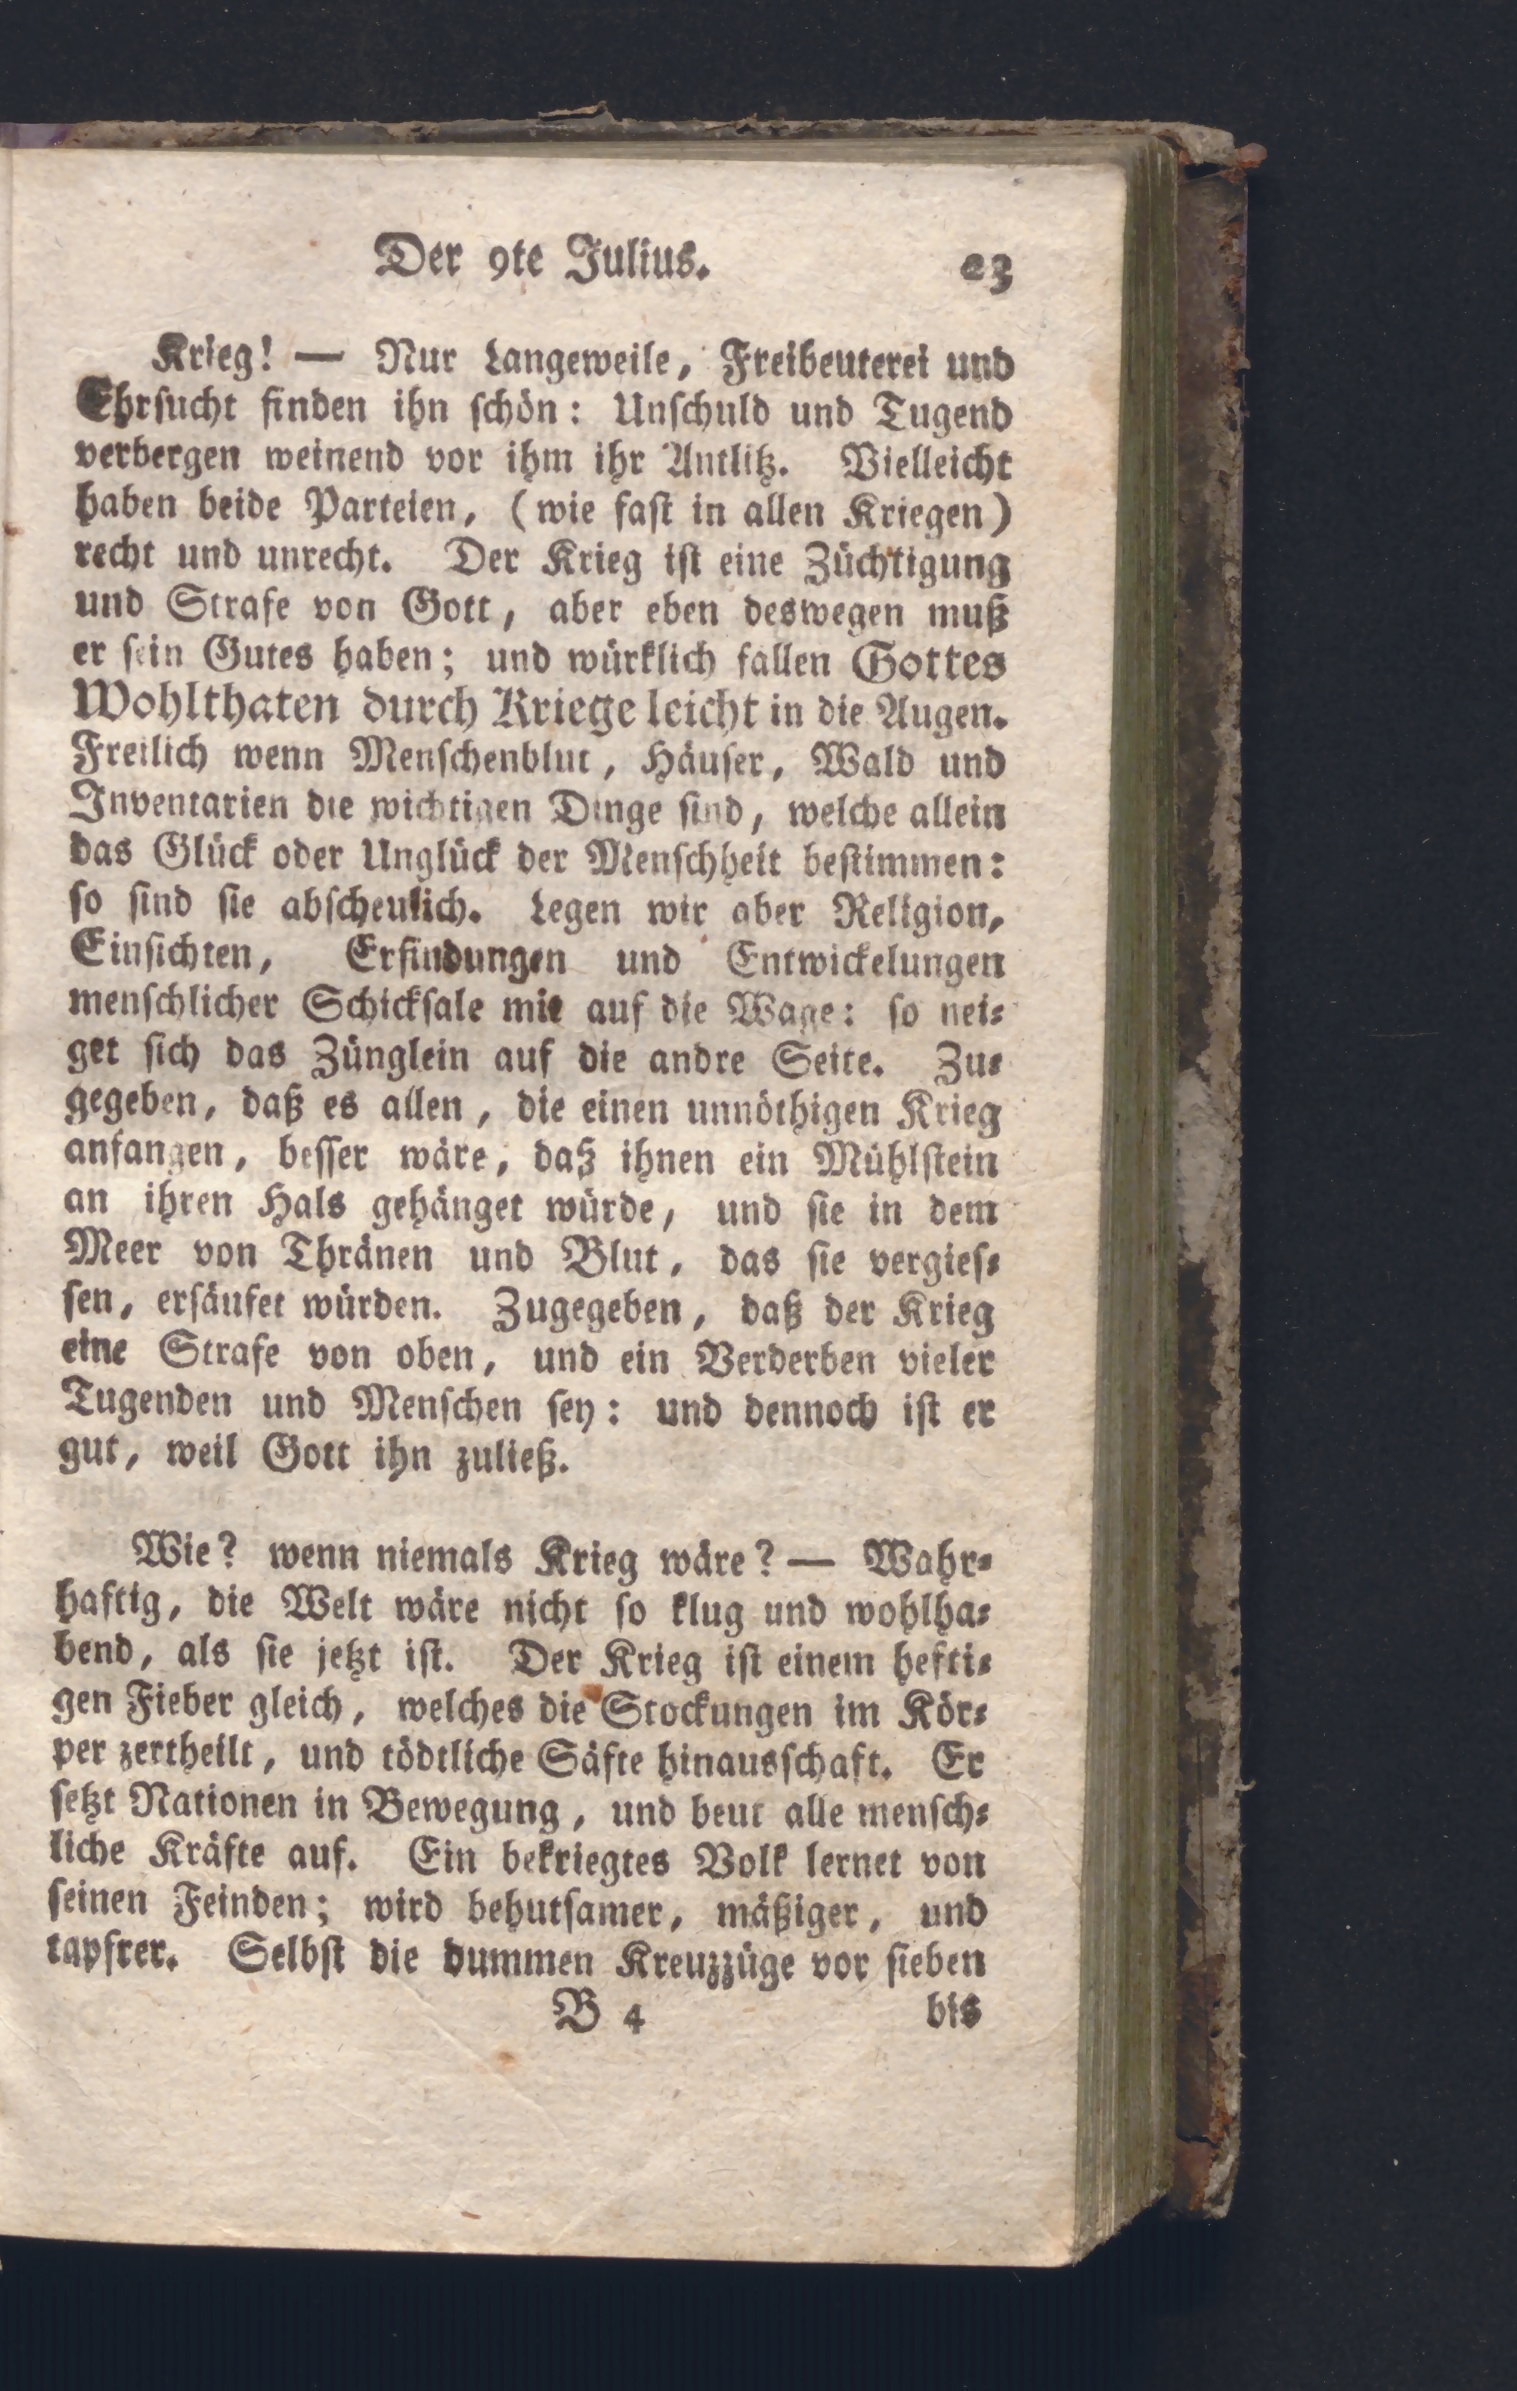 Der 9te Julius. 23
Krieg! — Nur Langeweile, Freibeuterei und
Ehrsucht finden ihn schön: Unschuld und Tugend
verbergen weinend vor ihm ihr Antlitz. Vielleicht
haben beide Parteien, (wie fast in allen Kriegen)
recht und unrecht. Der Krieg ist eine Züchtigung
und Strafe von Gott, aber eben deswegen muß
er sein Gutes haben; und würklich fallen Gottes
Wohlthaten durch Kriege leicht in die Augen.
Freilich wenn Menschenblut, Häuser, Wald und
Inventarien die wichtigen Dinge sind, welche allein
das Glück oder Unglück der Menschheit bestimmen:
so sind sie abscheulich. Legen wir aber Religion,
Einsichten, Erfindungen und Entwickelungen
menschlicher Schicksale mit auf die Wage: so nei-
get sich das Zünglein auf die andre Seite. Zu-
gegeben, daß es allen, die einen unnöthigen Krieg
anfangen, besser wäre, daß ihnen ein Mühlstein
an ihren Hals gehänget würde, und sie in dem
Meer von Thränen und Blut, das sie vergies-
sen, ersäufet würden. Zugegeben, daß der Krieg
eine Strafe von oben, und ein Verderben vieler
Tugenden und Menschen sey: und dennoch ist er
gut, weil Gott ihn zuließ.
Wie? wenn niemals Krieg wäre? — Wahr-
haftig, die Welt wäre nicht so klug und wohlha-
bend, als sie jetzt ist. Der Krieg ist einem hefti-
gen Fieber gleich, welches die Stockungen im Kör-
per zertheilt, und tödtliche Säfte hinausschaft. Er
setzt Nationen in Bewegung, und beut alle mensch-
liche Kräfte auf. Ein bekriegtes Volk lernet von
seinen Feinden; wird behutsamer, mäßiger, und
tapfrer. Selbst die dummen Kreuzzüge vor sieben
B 4 bis